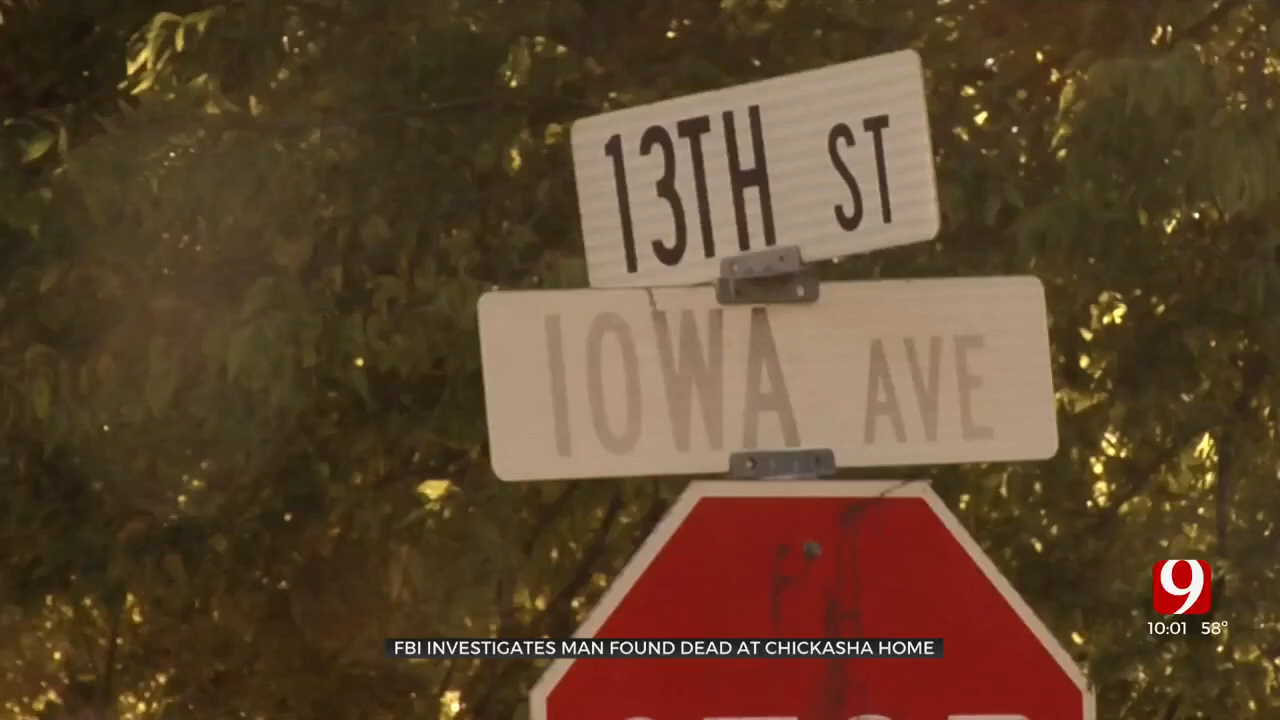 13TH ST
IOWA AVE
FBI INVESTIGATES MAN FOUND DEAD AT CHICKASHA HOME
9
10:01 58°